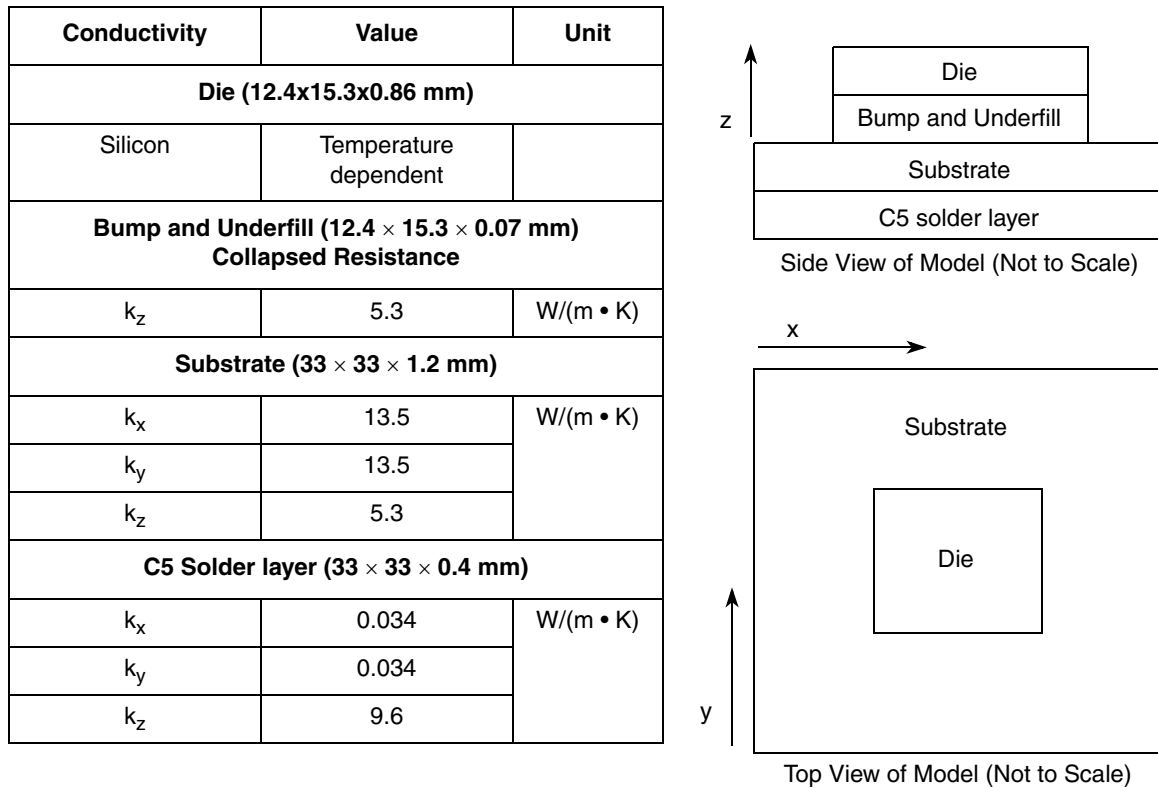 Conductivity Value Unit
Die (12.4x15.3x0.86 mm)
Silicon Temperature
dependent
Bump and Underfill (12.4 × 15.3 × 0.07 mm)
Collapsed Resistance
kz 5.3 W/(m • K)
Substrate (33 × 33 × 1.2 mm)
kx 13.5 W/(m • K)
ky 13.5
kz 5.3
C5 Solder layer (33 × 33 × 0.4 mm)
kx 0.034 W/(m • K)
ky 0.034
kz 9.6
z
Die
Bump and Underfill
Substrate
C5 solder layer
Side View of Model (Not to Scale)
x
Substrate
Die
y
Top View of Model (Not to Scale)